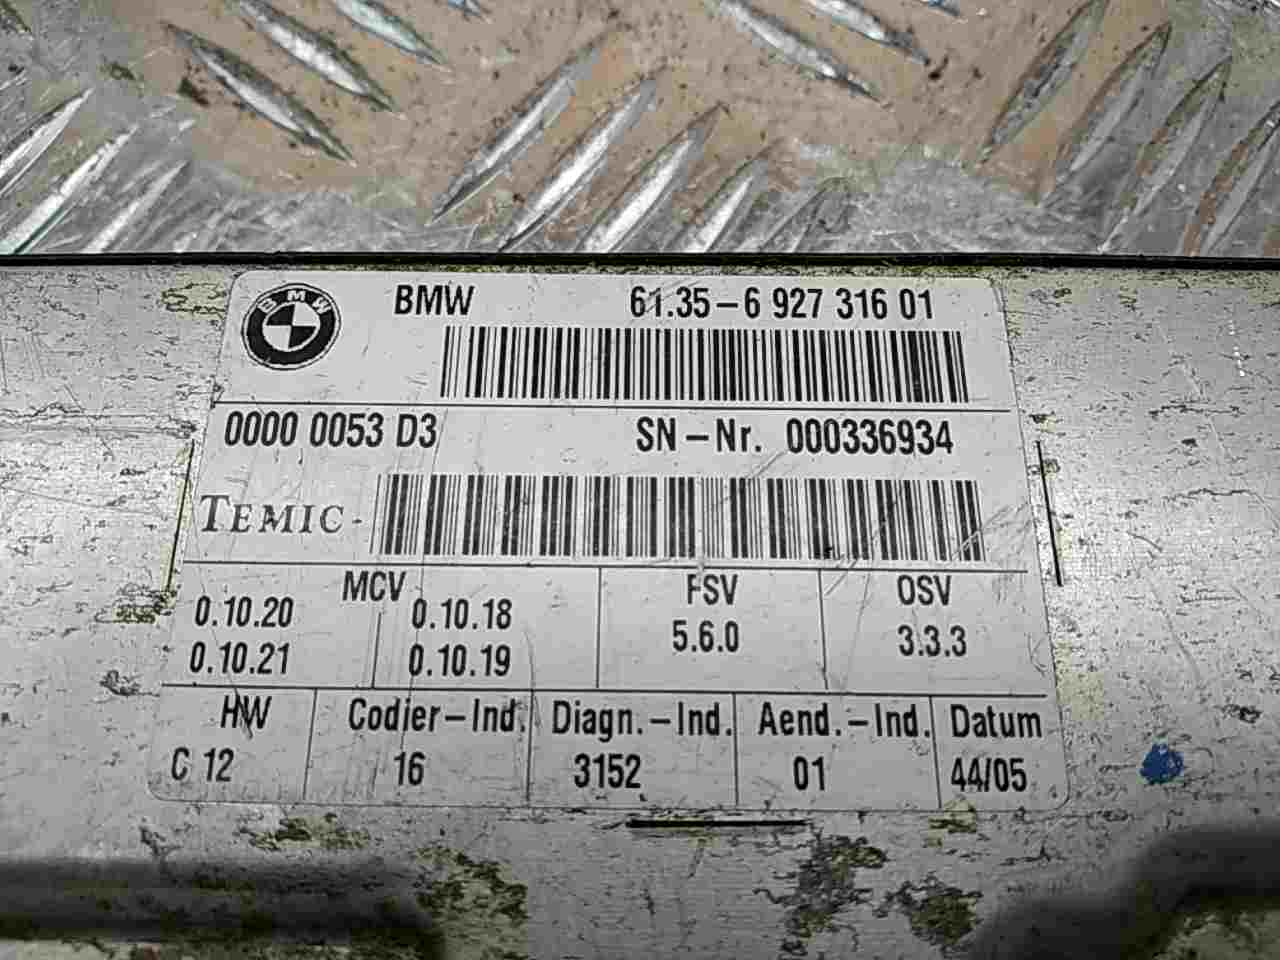 BMW
BMW 61.35-6 927 316 01
0000 0053 D3 SN-Nr. 000336934
TEMIC
MCV FSV OSV
0.10.20 0.10.18 5.6.0 3.3.3
0.10.21 0.10.19
HW Codier-Ind. Diagn.-Ind. Aend.-Ind. Datum
C 12 16 3152 01 44/05